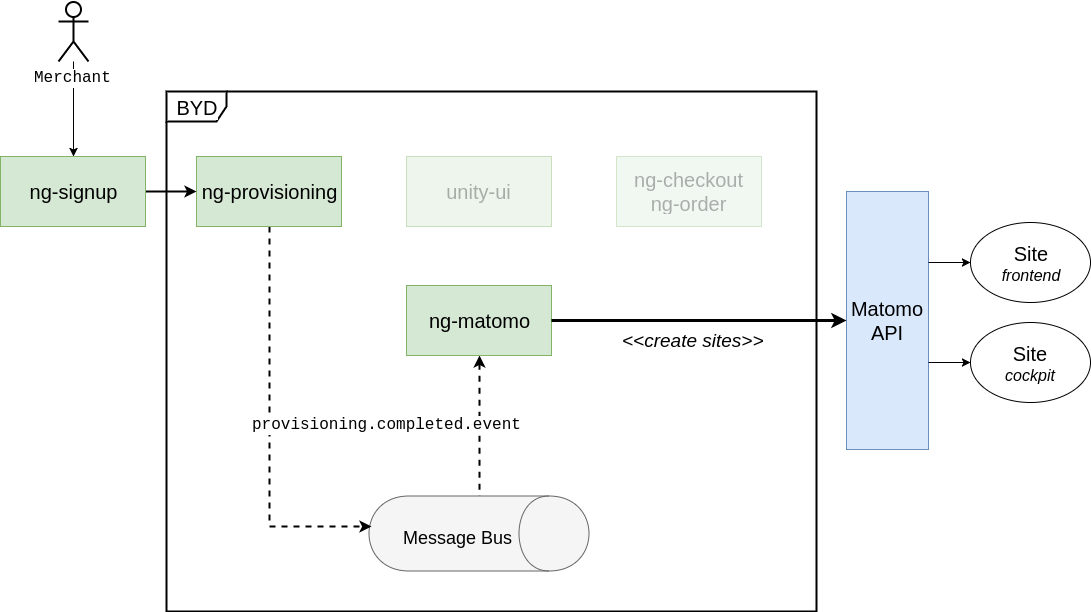 Merchant
BYD
ng-signup
ng-provisioning
unity-ui
ng-checkout
ng-order
ng-matomo
<<create sites>>
Matomo
API
Site
frontend
Site
cockpit
provisioning.completed.event
Message Bus